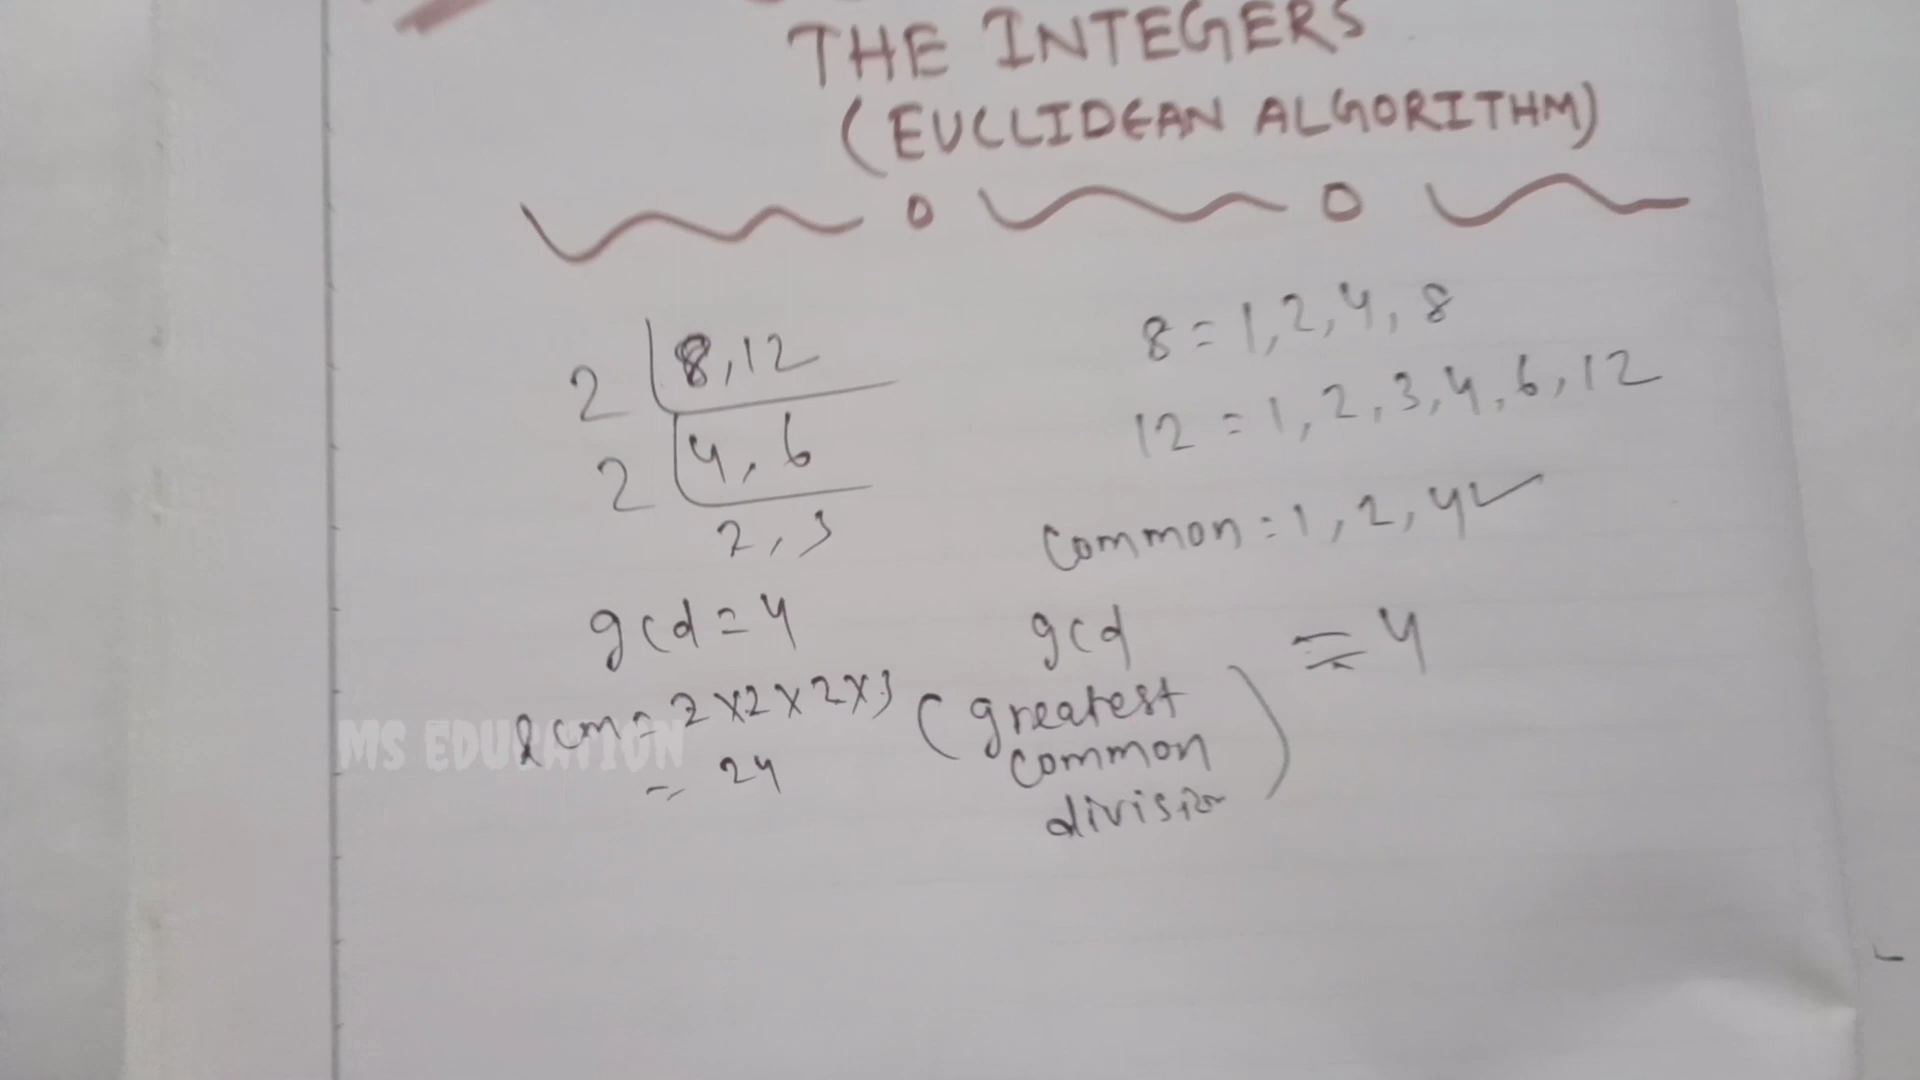 THE INTEGERS
(EUCLIDEAN ALGORITHM)
2 | 8, 12
2 | 4, 6
2, 3
gcd = 4
lcm = 2×2×2×3
= 24
8 = 1, 2, 4, 8
12 = 1, 2, 3, 4, 6, 12
Common = 1, 2, 4 ✓
gcd = 4
(greatest
common
division)
MS EDUCATION